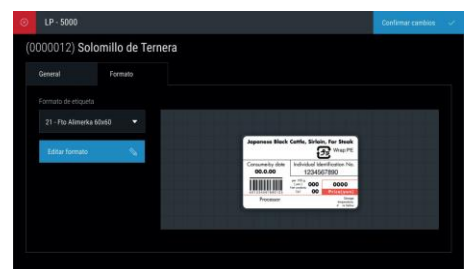 LP - 5000
Confirmar cambios
(0000012) Solomillo de Ternera
General
Formato
Formato de etiqueta
21 - Fto Alimerka 60x60
Editar formato
Japanese Black Cattle, Sirloin, For Steak
Wrap:PE
Consume-by date
Individual Identification No.
00.0.00
1234567890
000
0000
00
Price(yen)
Processor